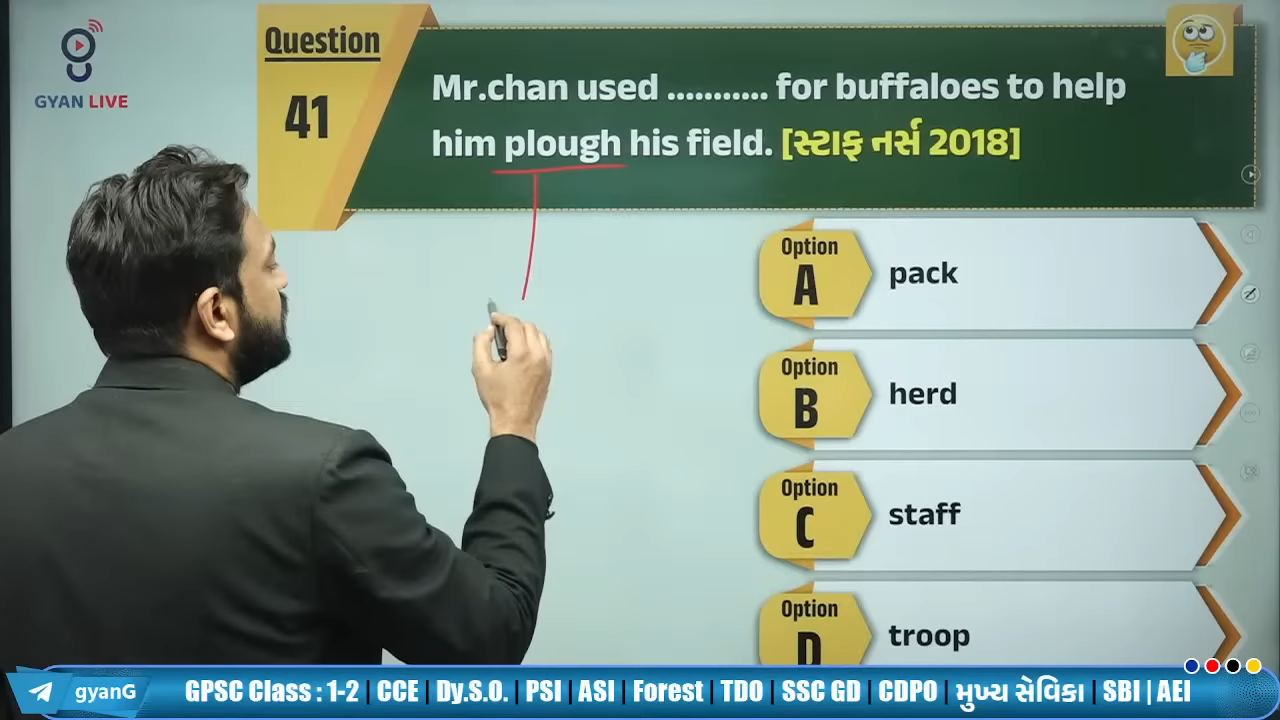 GYAN LIVE
Question
41
Mr.chan used ........... for buffaloes to help
him plough his field. [સ્ટાફ નર્સ 2018]
Option
A
pack
Option
B
herd
Option
C
staff
Option
D
troop
gyanG
GPSC Class : 1-2 | CCE | Dy.S.O. | PSI | ASI | Forest | TDO | SSC GD | CDPO | મુખ્ય સેવિકા | SBI | AEI